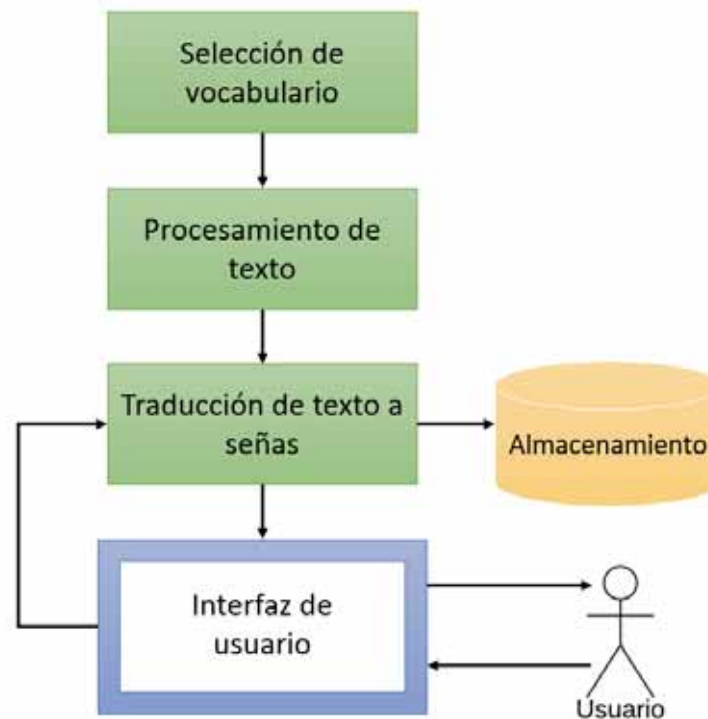 Selección de
vocabulario
Procesamiento de
texto
Traducción de texto a
señas
Almacenamiento
Interfaz de
usuario
Usuario